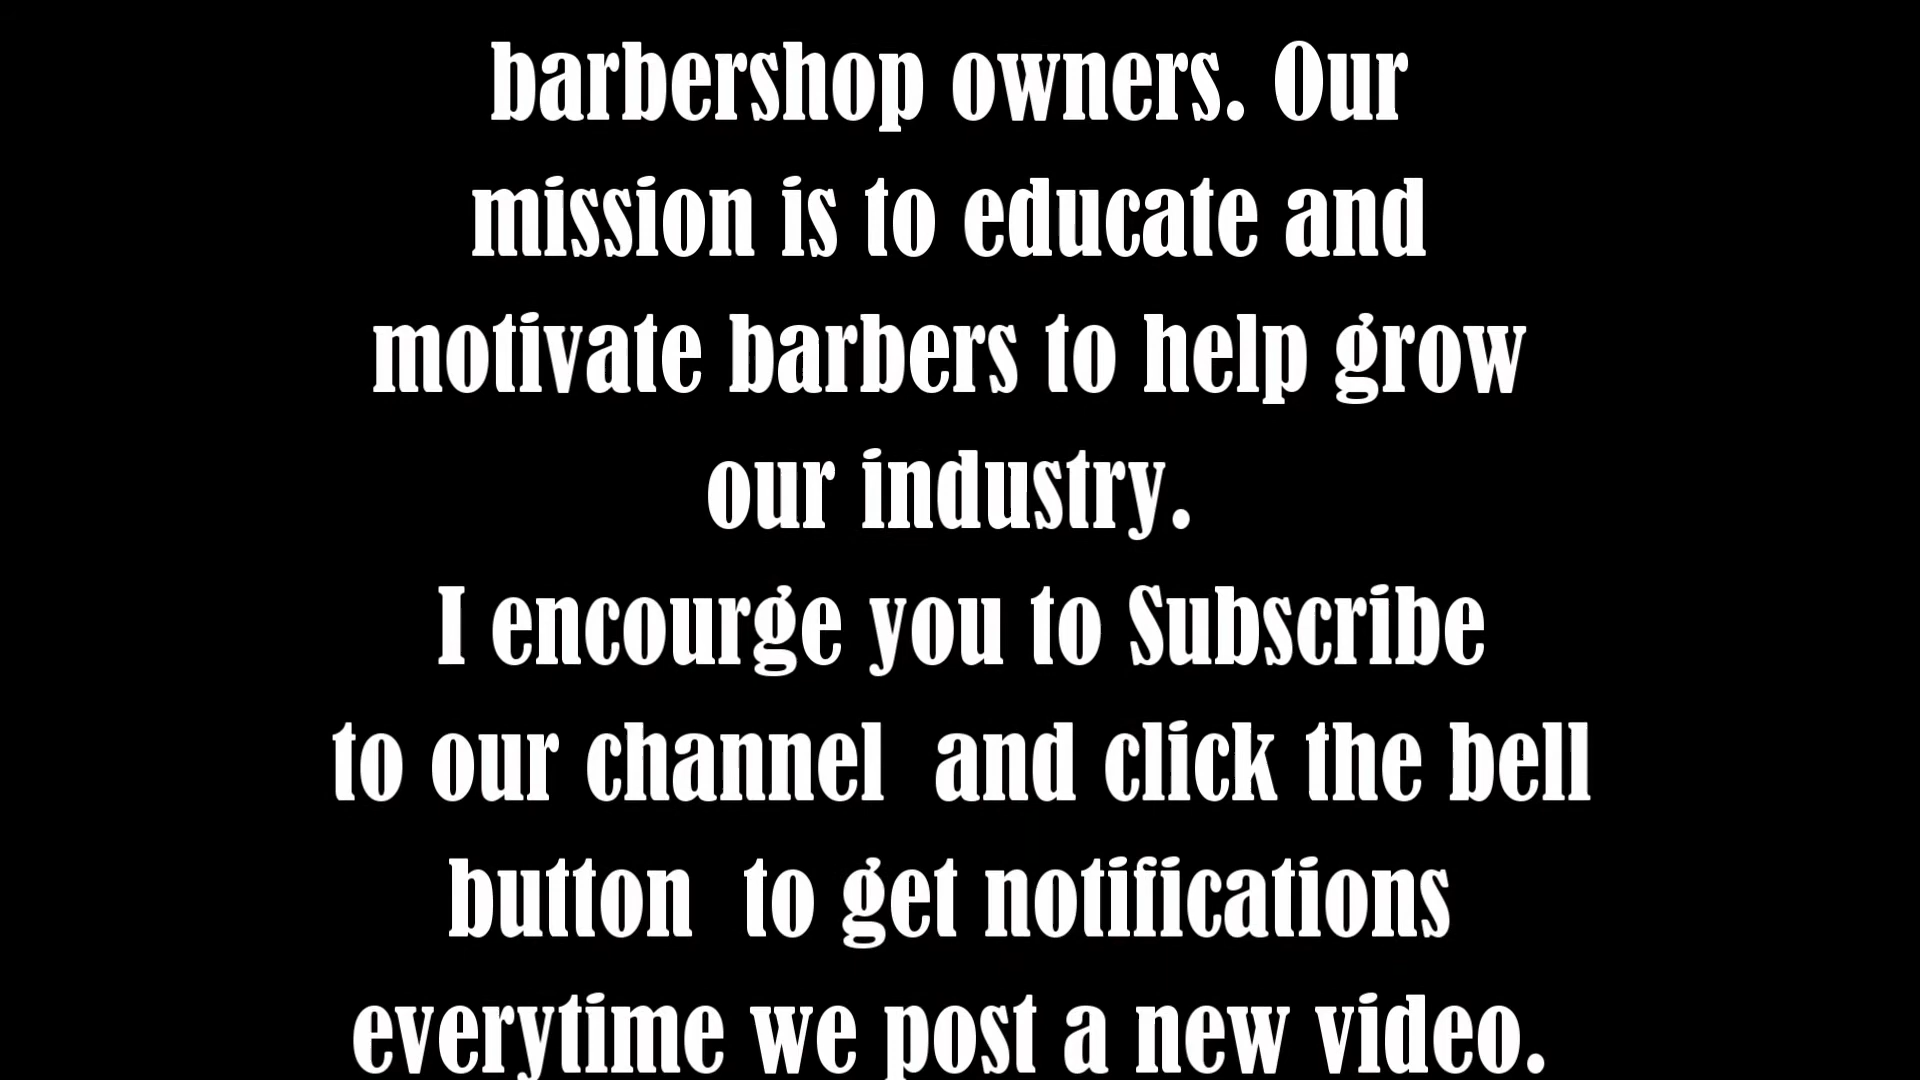 barbershop owners. Our
mission is to educate and
motivate barbers to help grow
our industry.
I encourge you to Subscribe
to our channel  and click the bell
button  to get notifications
everytime we post a new video.